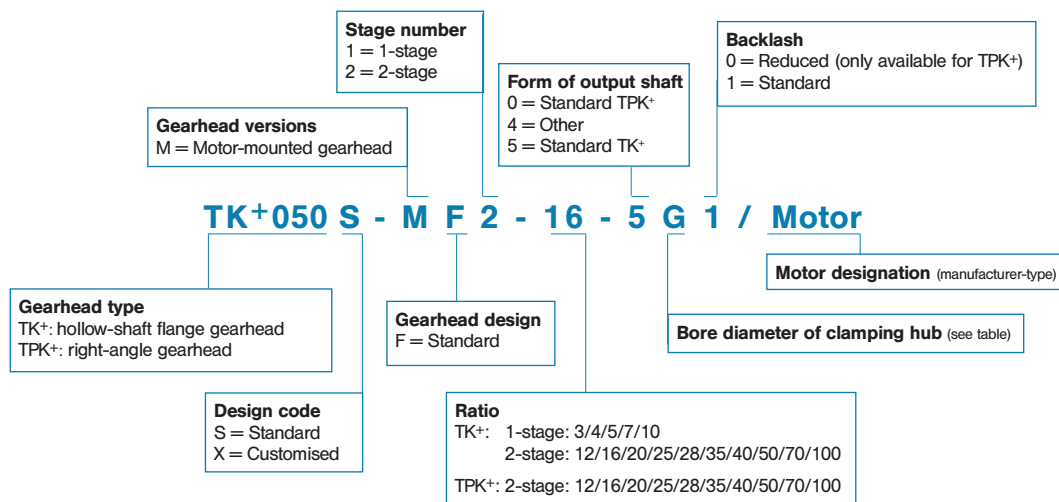 Stage number
1 = 1-stage
2 = 2-stage
Backlash
0 = Reduced (only available for TPK⁺)
1 = Standard
Form of output shaft
0 = Standard TPK⁺
4 = Other
5 = Standard TK⁺
Gearhead versions
M = Motor-mounted gearhead
TK⁺050 S - M F 2 - 16 - 5 G 1 / Motor
Motor designation (manufacturer-type)
Gearhead type
TK⁺: hollow-shaft flange gearhead
TPK⁺: right-angle gearhead
Gearhead design
F = Standard
Bore diameter of clamping hub (see table)
Design code
S = Standard
X = Customised
Ratio
TK⁺: 1-stage: 3/4/5/7/10
2-stage: 12/16/20/25/28/35/40/50/70/100
TPK⁺: 2-stage: 12/16/20/25/28/35/40/50/70/100